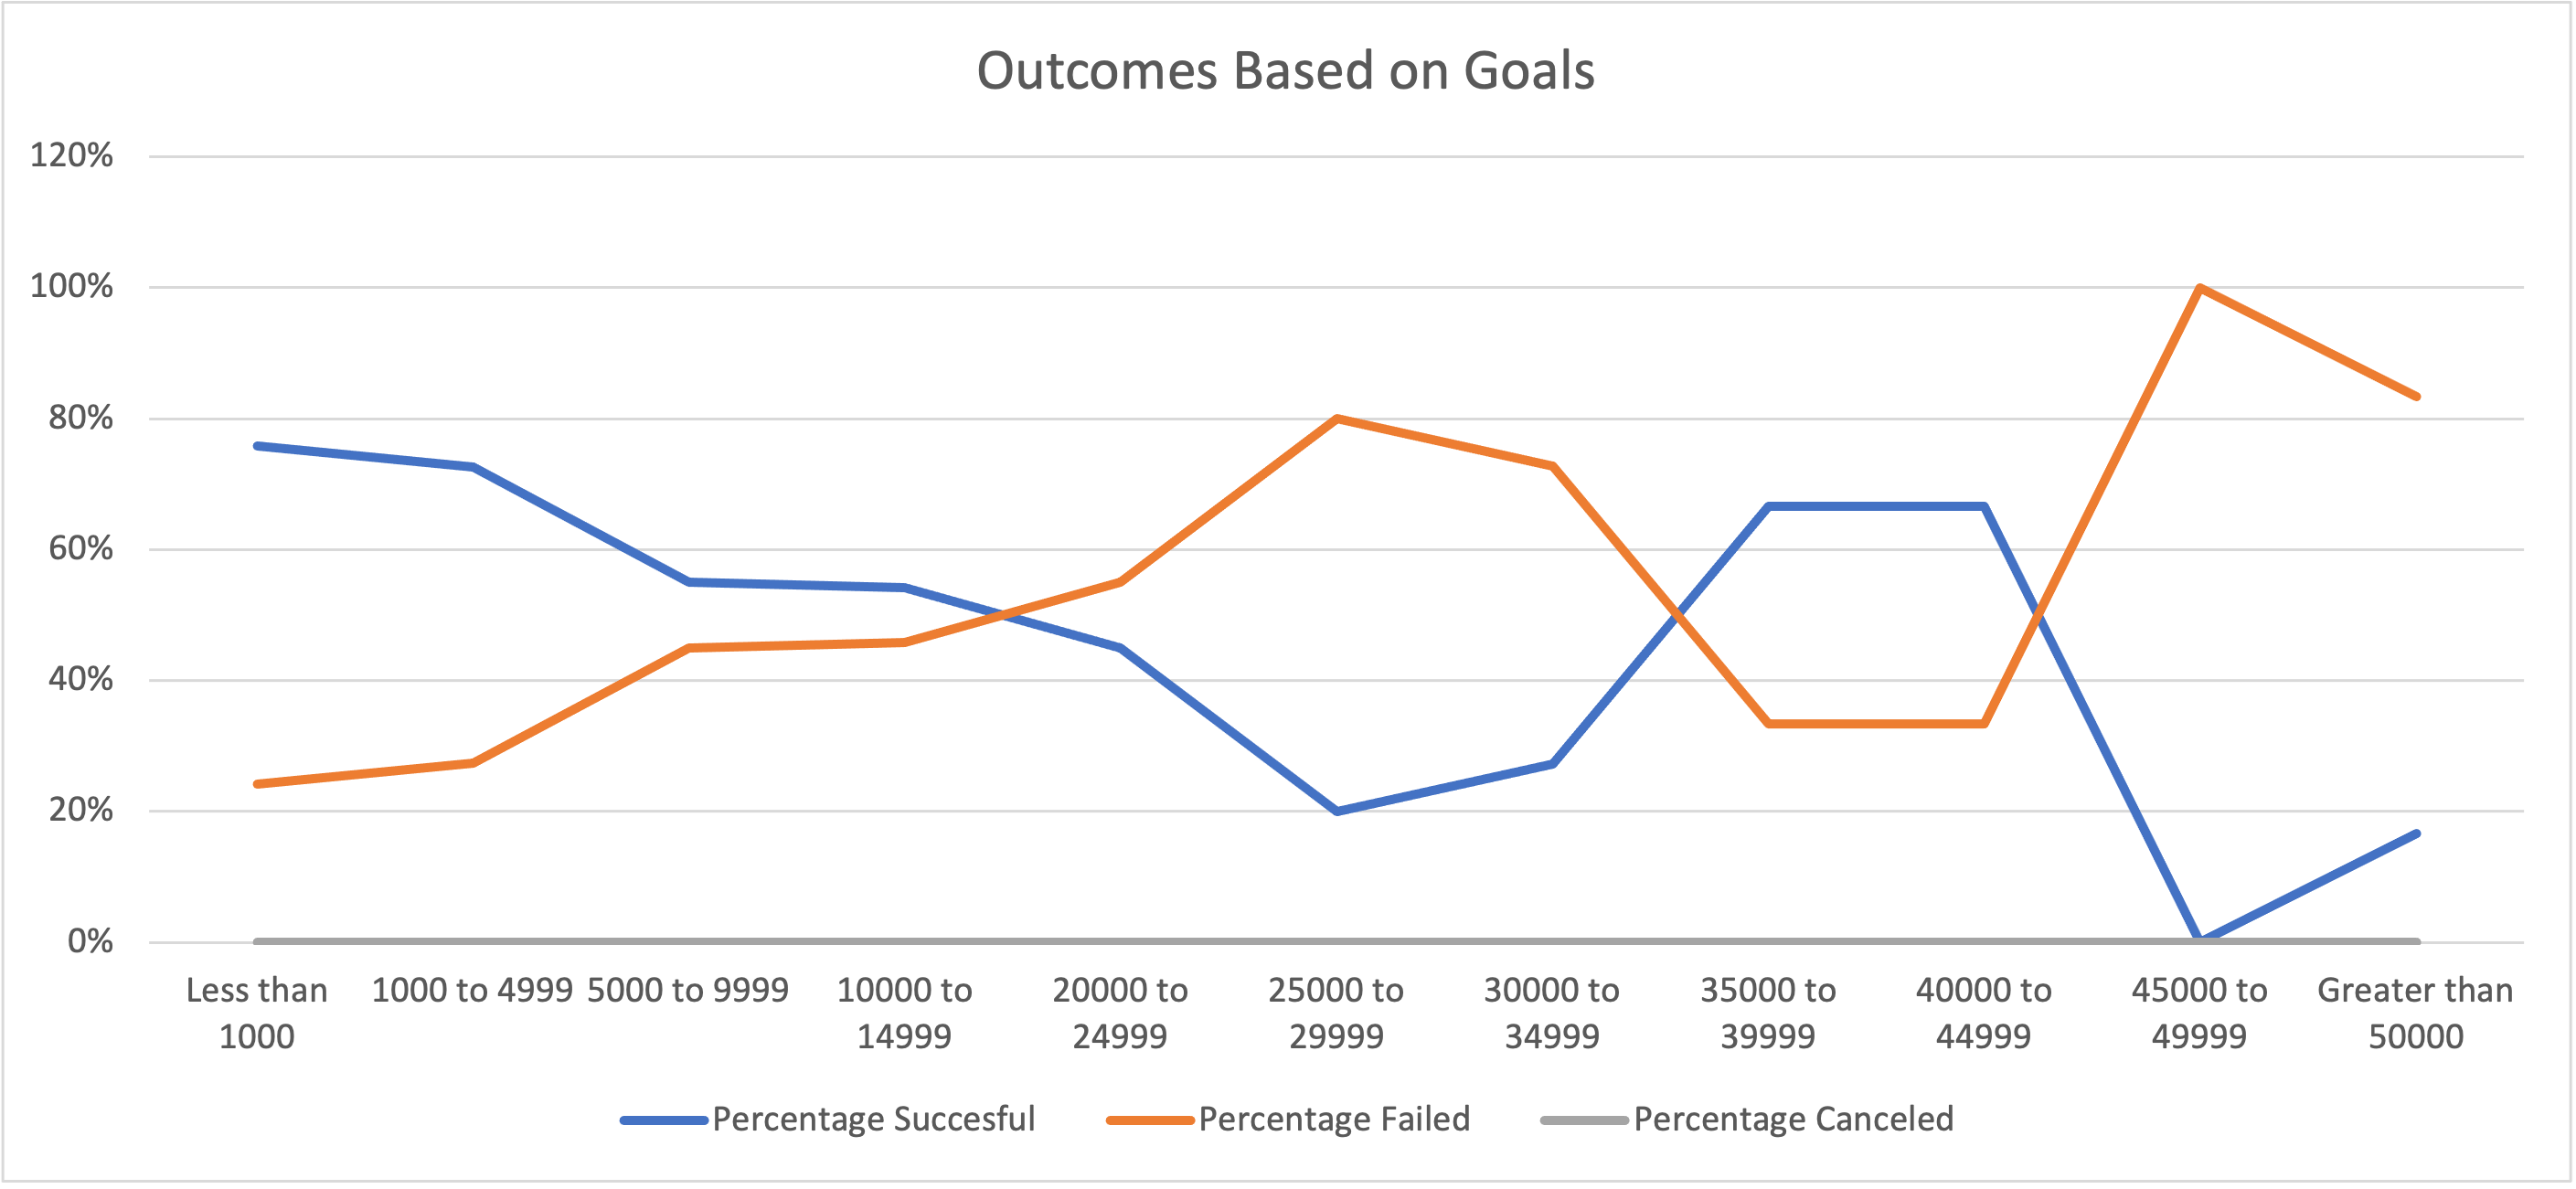 Outcomes Based on Goals
120%
100%
80%
60%
40%
20%
0%
Less than 1000
1000 to 4999
5000 to 9999
10000 to 14999
20000 to 24999
25000 to 29999
30000 to 34999
35000 to 39999
40000 to 44999
45000 to 49999
Greater than 50000
Percentage Succesful
Percentage Failed
Percentage Canceled